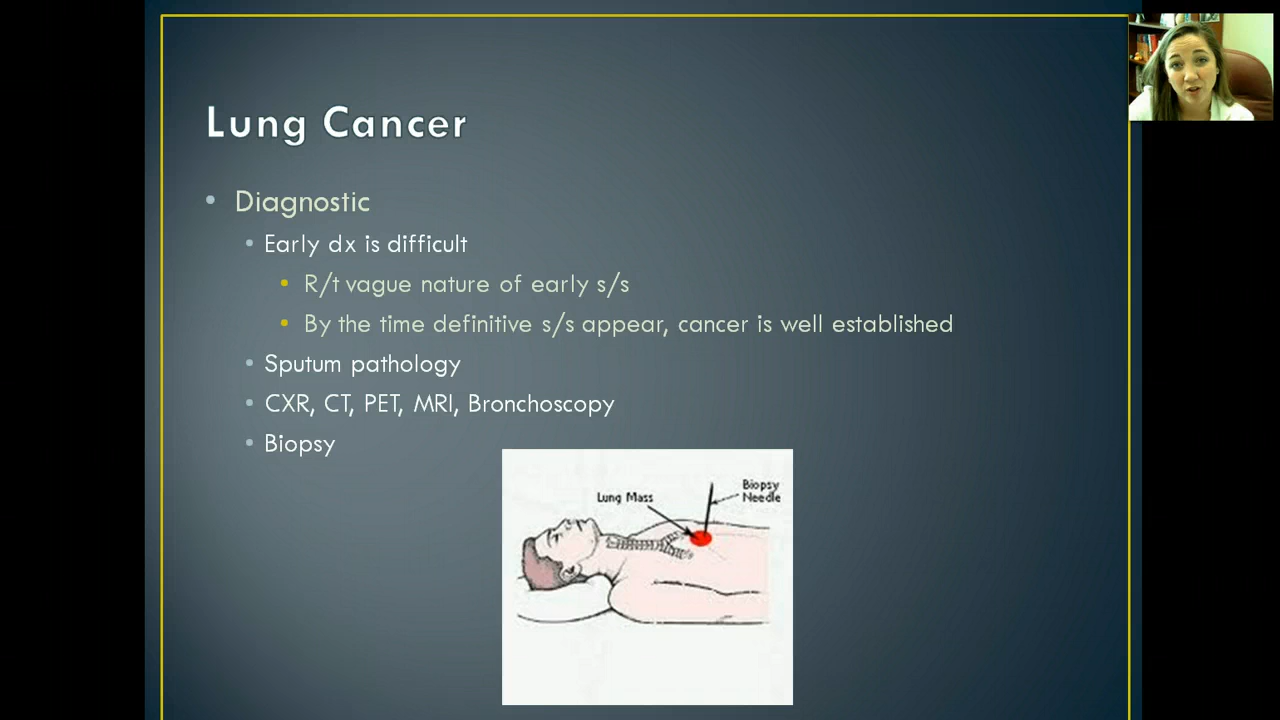 Lung Cancer
• Diagnostic
• Early dx is difficult
• R/t vague nature of early s/s
• By the time definitive s/s appear, cancer is well established
• Sputum pathology
• CXR, CT, PET, MRI, Bronchoscopy
• Biopsy
Lung Mass
Biopsy
Needle